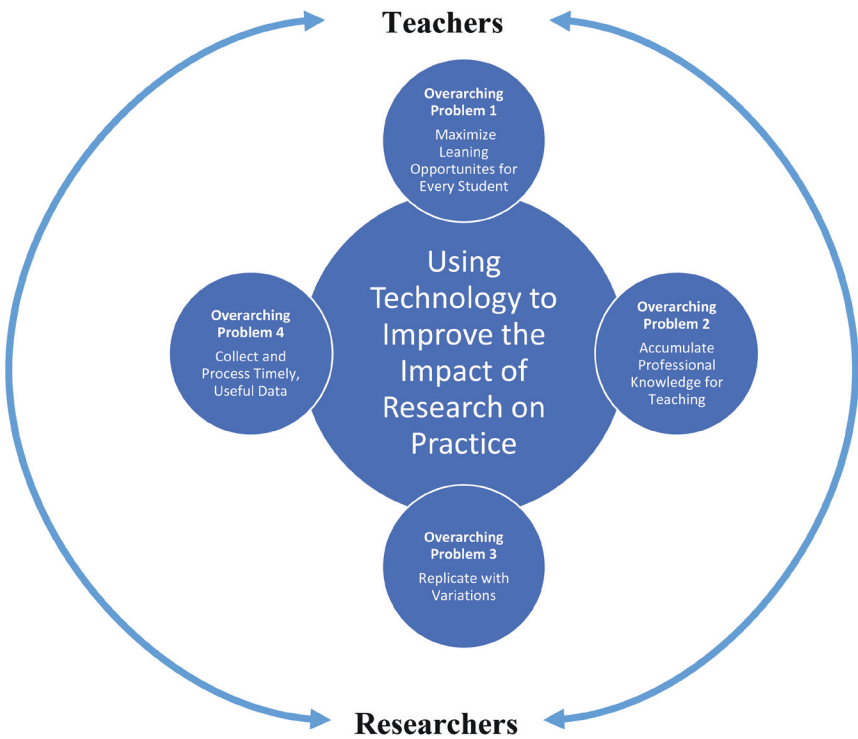 Teachers
Overarching
Problem 1
Maximize
Leaning
Opportunites for
Every Student
Using
Technology to
Improve the
Impact of
Research on
Practice
Overarching
Problem 4
Collect and
Process Timely,
Useful Data
Overarching
Problem 2
Accumulate
Professional
Knowledge for
Teaching
Overarching
Problem 3
Replicate with
Variations
Researchers